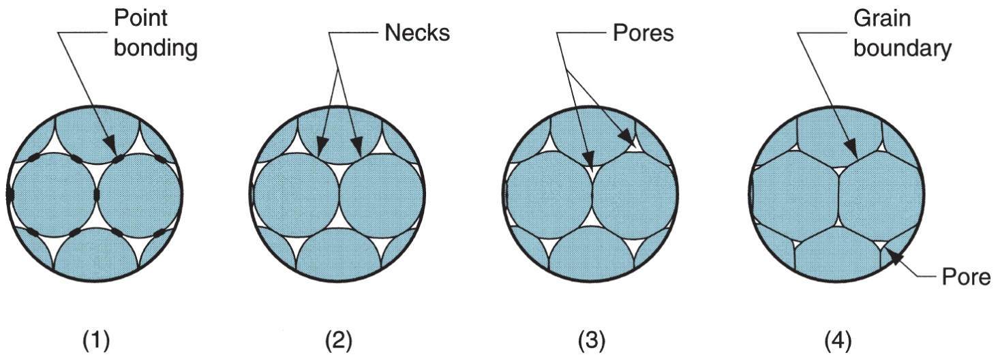 Point
bonding
Necks
Pores
Grain
boundary
Pore
(1)
(2)
(3)
(4)